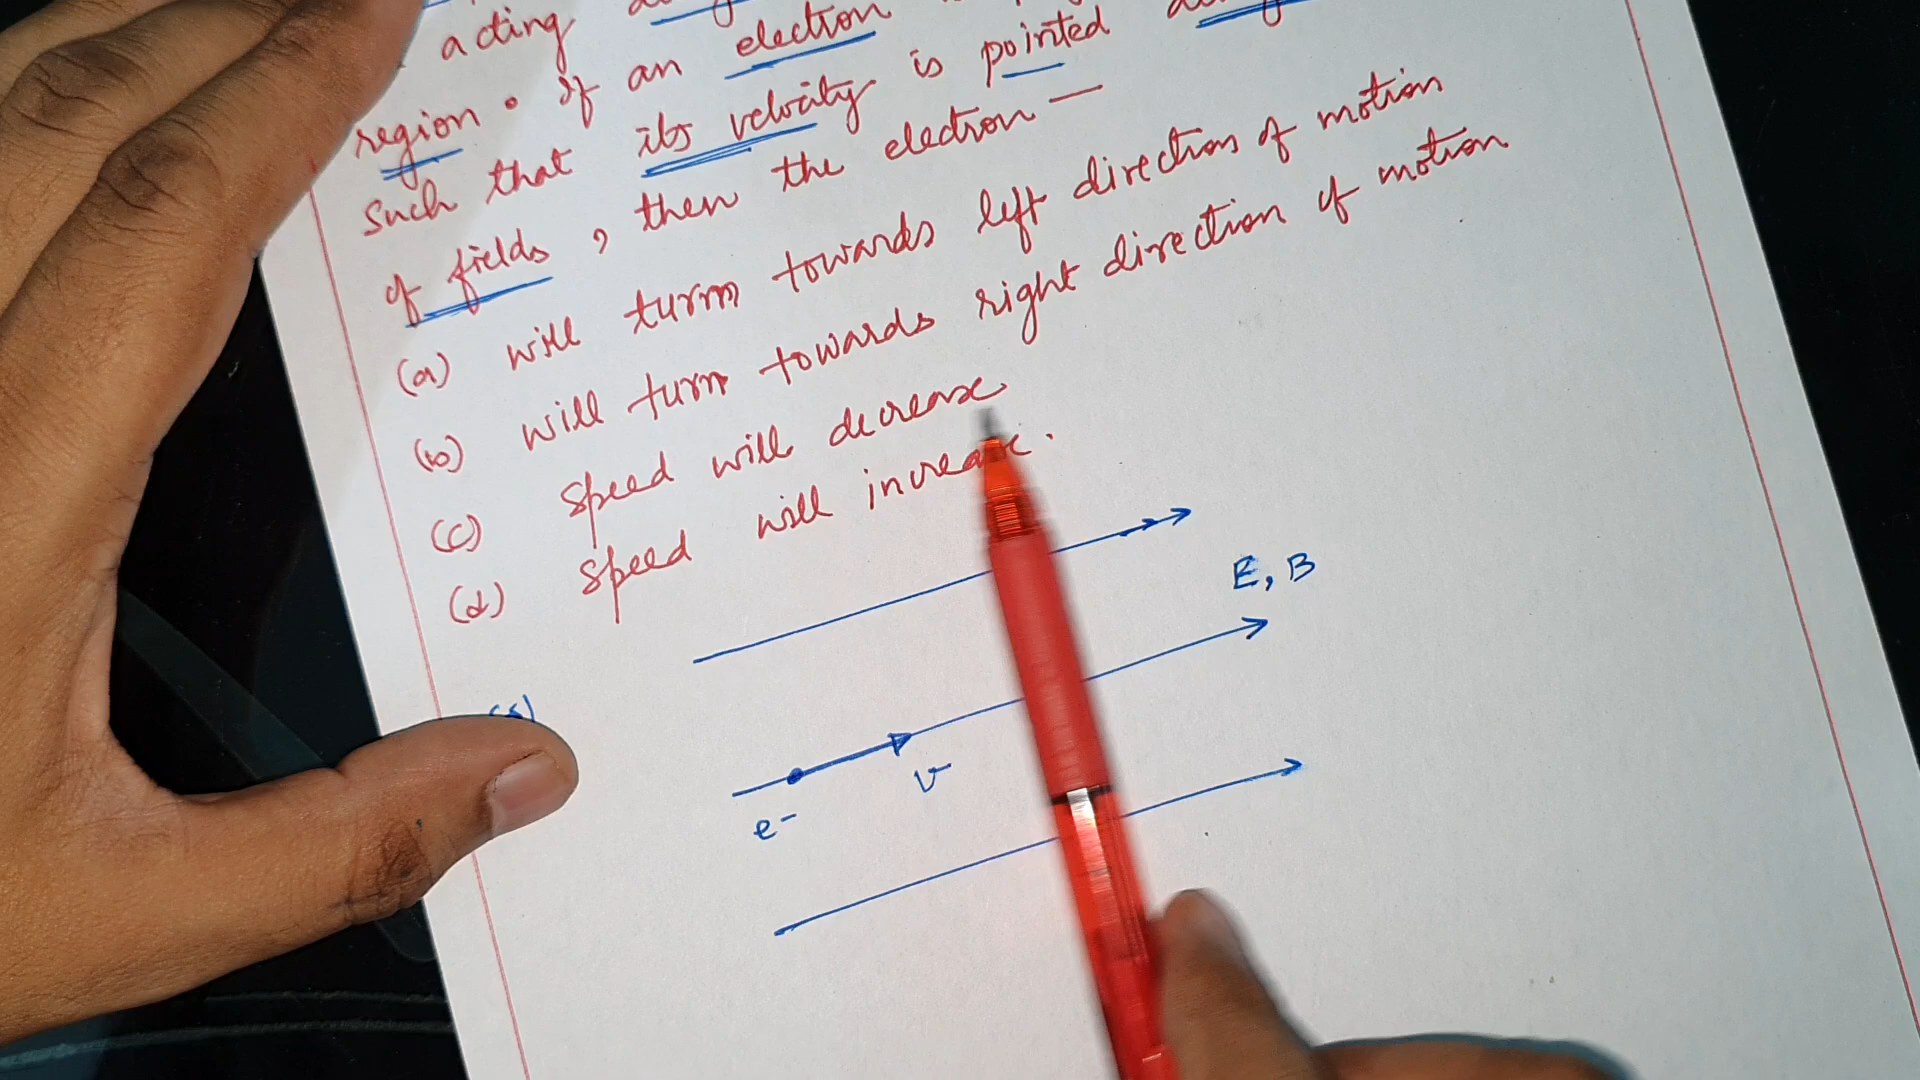 acting
region. If an election
such that its velocity is pointed
of fields, then the electron —
(a) will turn towards left direction of motion
(b) will turn towards right direction of motion
(c) speed will decrease
(d) speed will increase.
E, B
v
e-